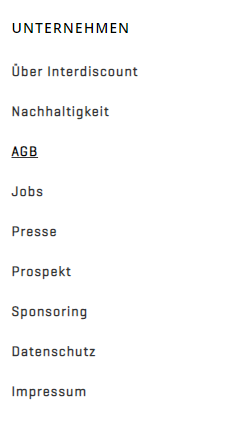 UNTERNEHMEN
Über Interdiscount
Nachhaltigkeit
AGB
Jobs
Presse
Prospekt
Sponsoring
Datenschutz
Impressum